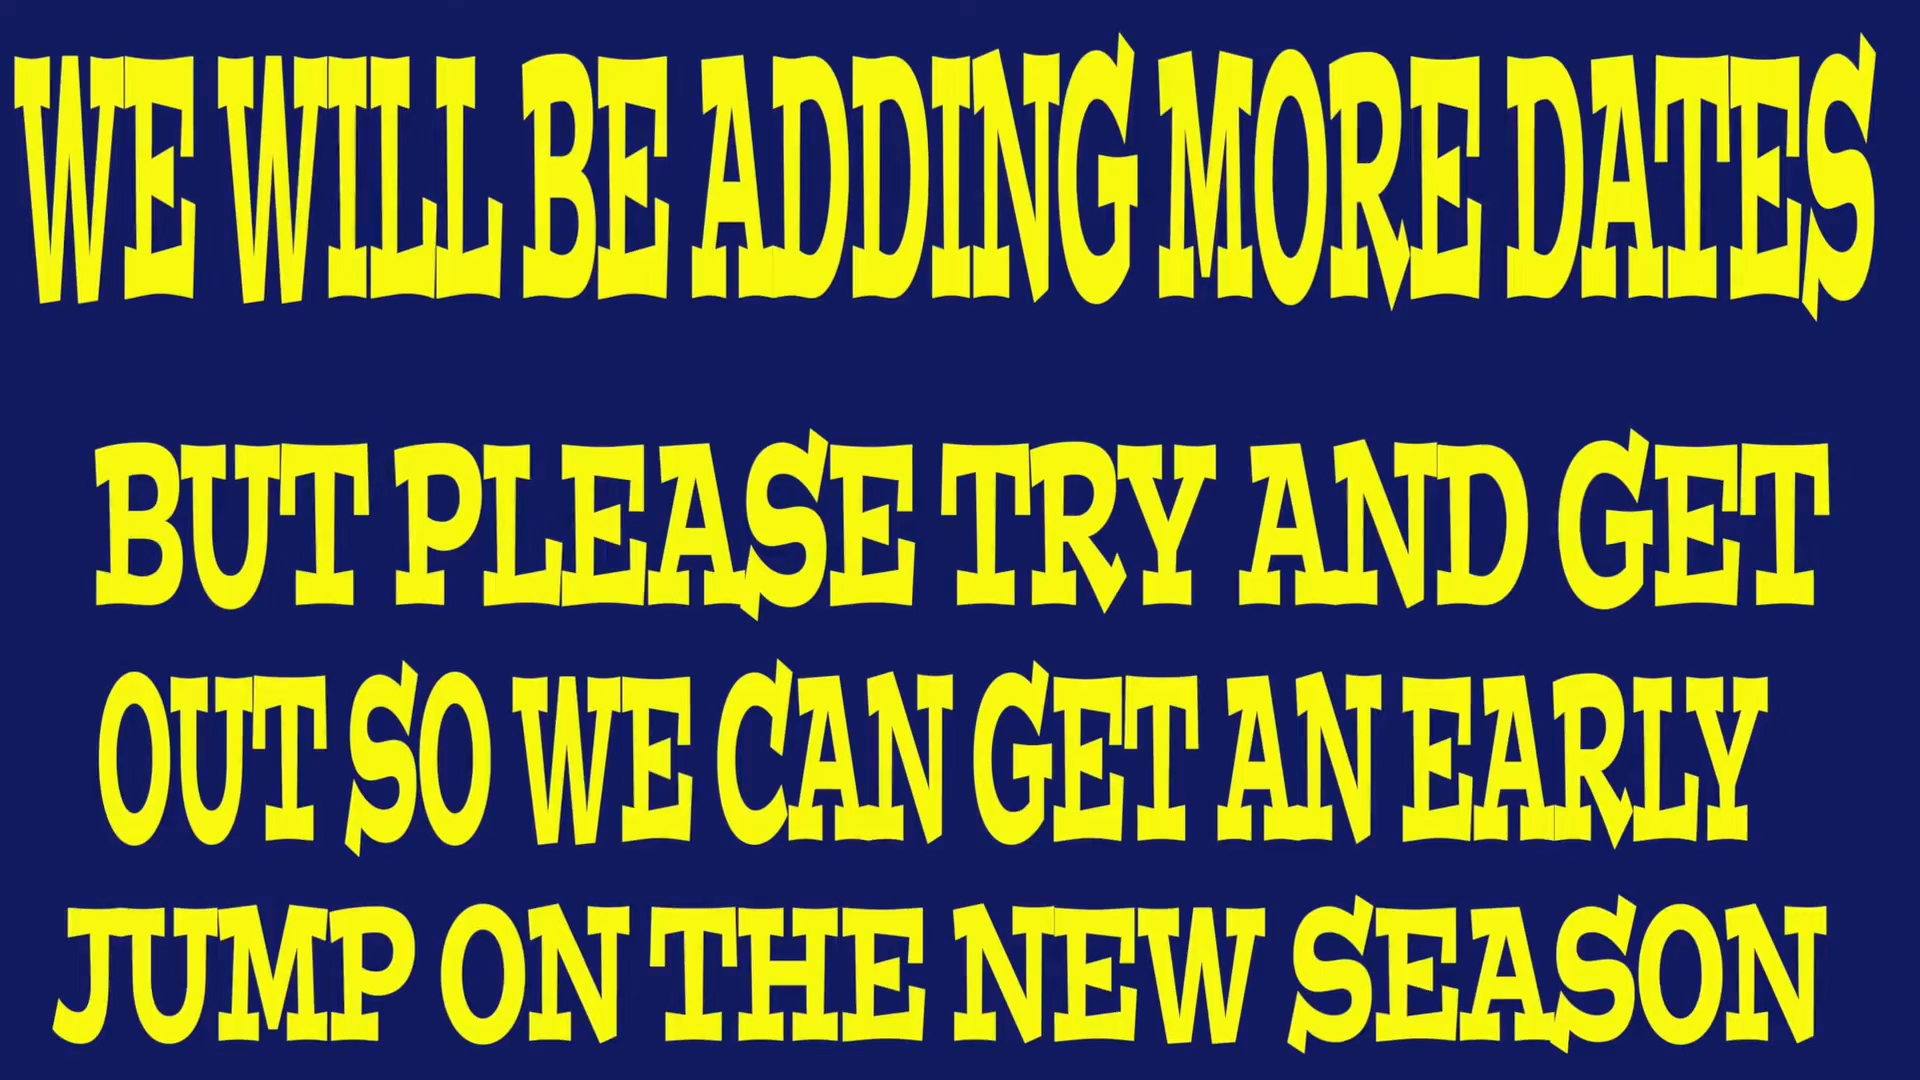 WE WILL BE ADDING MORE DATES
BUT PLEASE TRY AND GET
OUT SO WE CAN GET AN EARLY
JUMP ON THE NEW SEASON